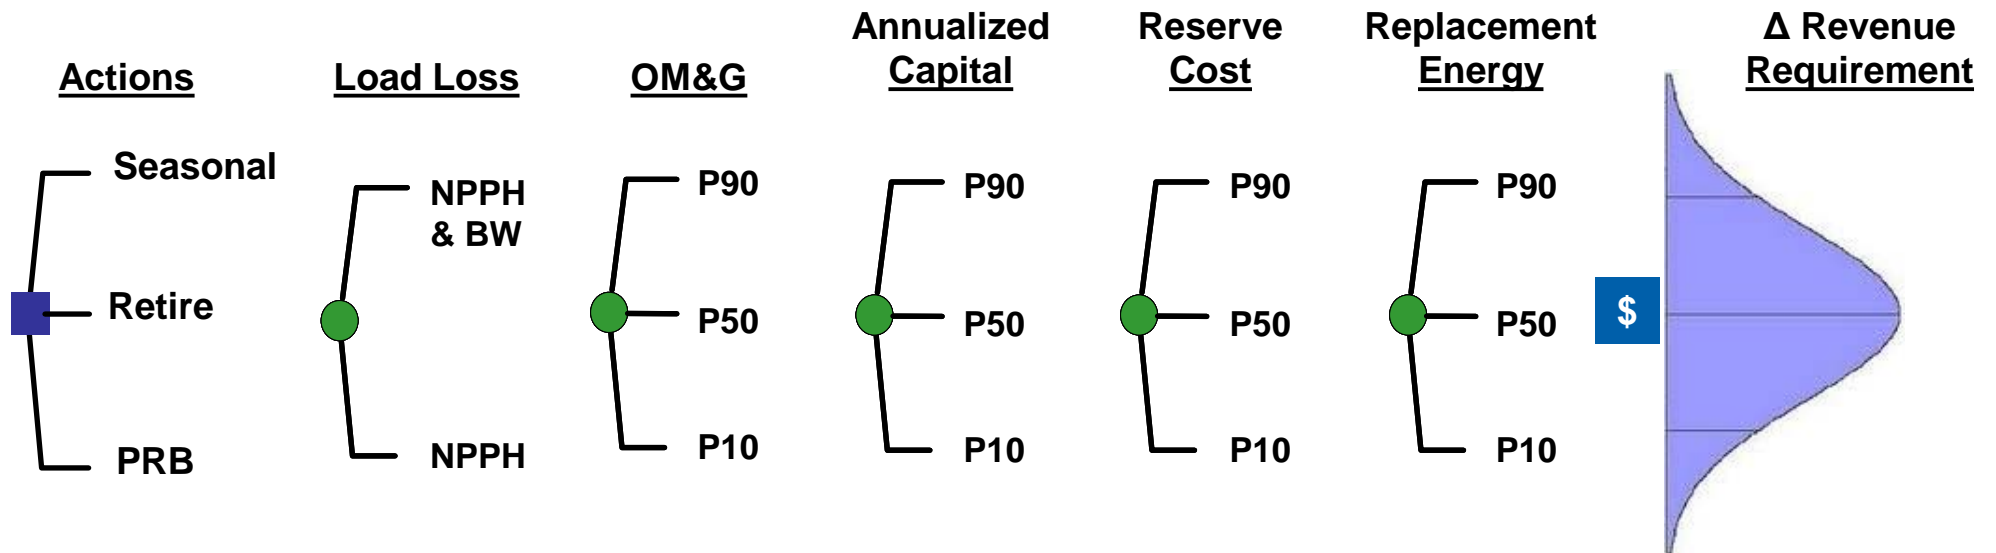 Actions
Seasonal
Retire
PRB
Load Loss
NPPH
& BW
NPPH
OM&G
P90
P50
P10
Annualized
Capital
P90
P50
P10
Reserve
Cost
P90
P50
P10
Replacement
Energy
P90
P50
P10
Δ Revenue
Requirement
$